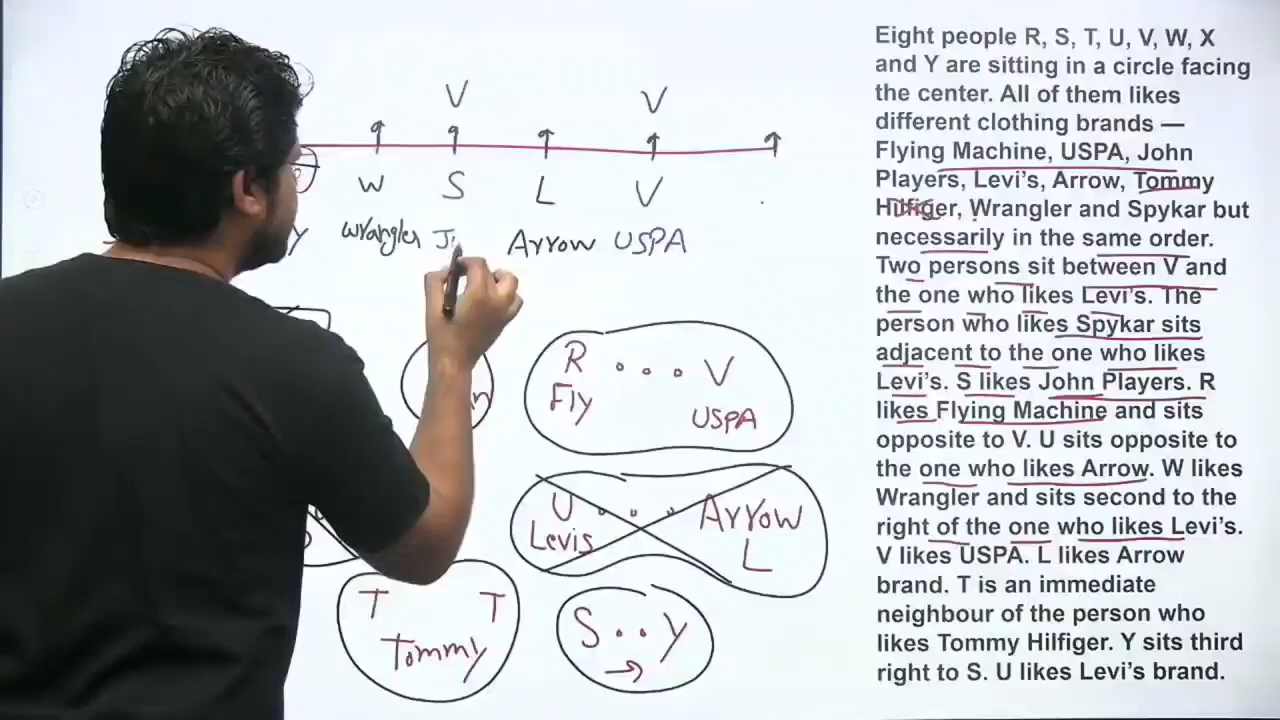 Eight people R, S, T, U, V, W, X
and Y are sitting in a circle facing
the center. All of them likes
different clothing brands —
Flying Machine, USPA, John
Players, Levi's, Arrow, Tommy
Hilfiger, Wrangler and Spykar but
necessarily in the same order.
Two persons sit between V and
the one who likes Levi's. The
person who likes Spykar sits
adjacent to the one who likes
Levi's. S likes John Players. R
likes Flying Machine and sits
opposite to V. U sits opposite to
the one who likes Arrow. W likes
Wrangler and sits second to the
right of the one who likes Levi's.
V likes USPA. L likes Arrow
brand. T is an immediate
neighbour of the person who
likes Tommy Hilfiger. Y sits third
right to S. U likes Levi's brand.
V V
W S L V
y Wrangler Arrow USPA
R . . . V
Fly USPA
U . . . Arrow
Levis L
T T
Tommy
S . . y